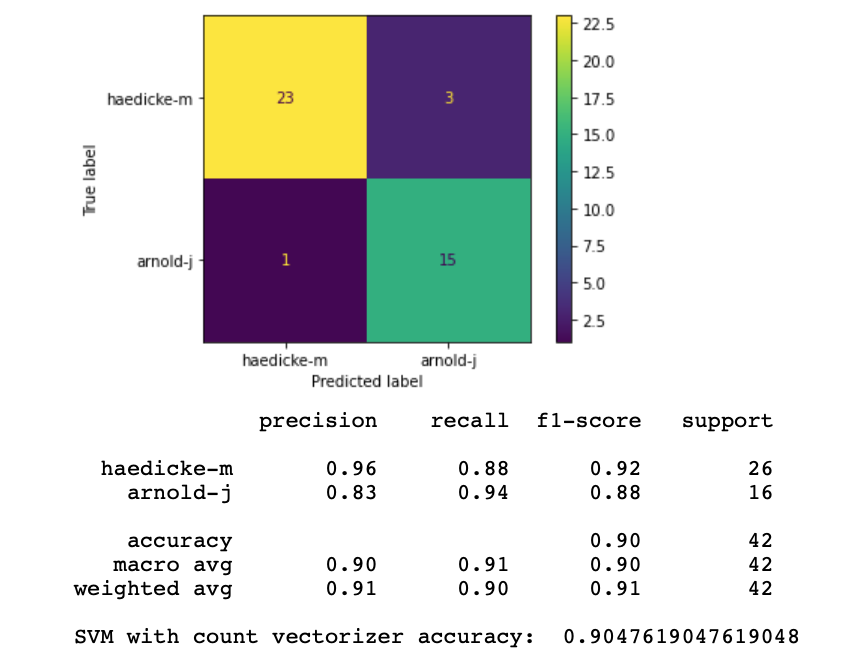 22.5
haedicke-m 23 3
20.0
17.5
15.0
True label
12.5
10.0
arnold-j 1 15
7.5
5.0
2.5
haedicke-m arnold-j
Predicted label
precision recall f1-score support
haedicke-m 0.96 0.88 0.92 26
arnold-j 0.83 0.94 0.88 16
accuracy 0.90 42
macro avg 0.90 0.91 0.90 42
weighted avg 0.91 0.90 0.91 42
SVM with count vectorizer accuracy: 0.9047619047619048